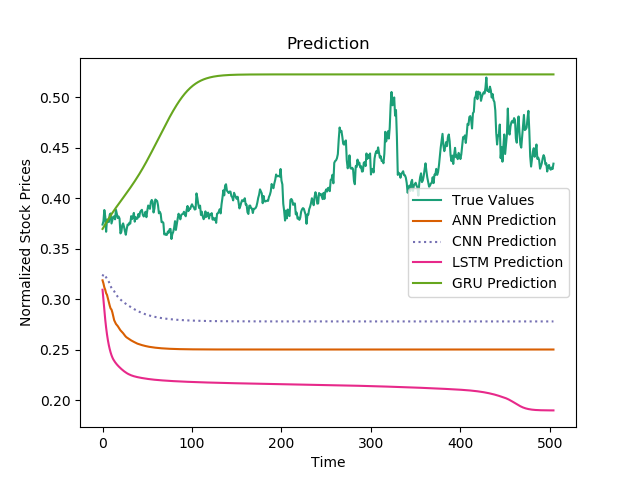 Prediction
Normalized Stock Prices
0.50
0.45
0.40
0.35
0.30
0.25
0.20
True Values
ANN Prediction
CNN Prediction
LSTM Prediction
GRU Prediction
0
100
200
300
400
500
Time